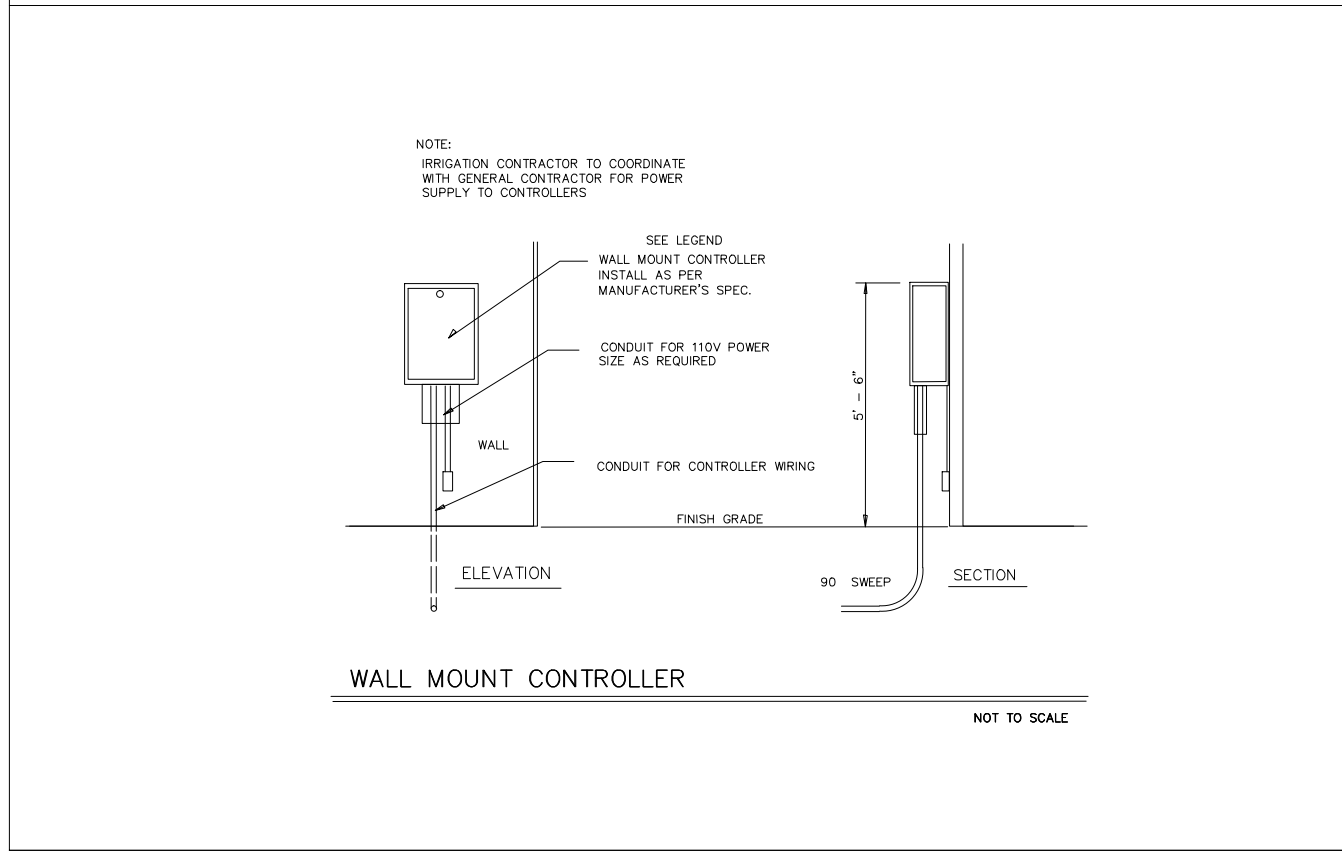 NOTE:
IRRIGATION CONTRACTOR TO COORDINATE
WITH GENERAL CONTRACTOR FOR POWER
SUPPLY TO CONTROLLERS
SEE LEGEND
WALL MOUNT CONTROLLER
INSTALL AS PER
MANUFACTURER'S SPEC.
CONDUIT FOR 110V POWER
SIZE AS REQUIRED
5' - 6"
WALL
CONDUIT FOR CONTROLLER WIRING
FINISH GRADE
ELEVATION
90 SWEEP
SECTION
WALL MOUNT CONTROLLER
NOT TO SCALE